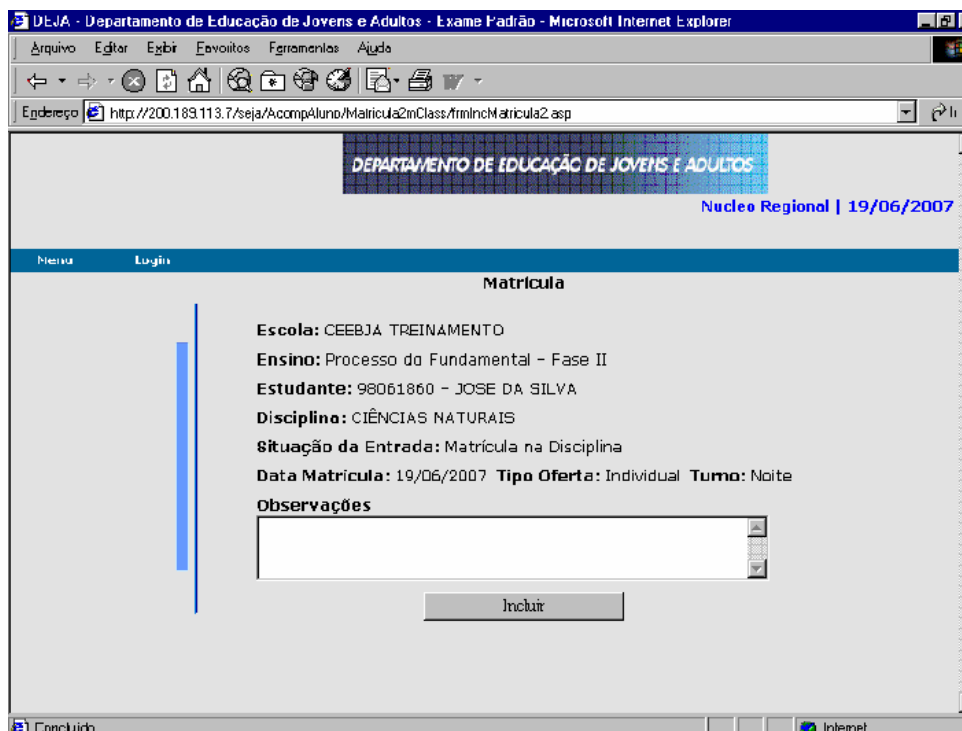 DEJA - Departamento de Educação de Jovens e Adultos - Exame Padrão - Microsoft Internet Explorer
Arquivo Editar Exibir Favoritos Ferramentas Ajuda
Endereço http://200.189.113.7/seja/AcompAluno/Matricula2mClass/frmIncMatricula2.asp
DEPARTAMENTO DE EDUCAÇÃO DE JOVENS E ADULTOS
Nucleo Regional | 19/06/2007
Menu Login
Matrícula
Escola: CEEBJA TREINAMENTO
Ensino: Processo do Fundamental - Fase II
Estudante: 98061860 - JOSE DA SILVA
Disciplina: CIÊNCIAS NATURAIS
Situação da Entrada: Matrícula na Disciplina
Data Matrícula: 19/06/2007 Tipo Oferta: Individual Turno: Noite
Observações
Incluir
Concluído Internet